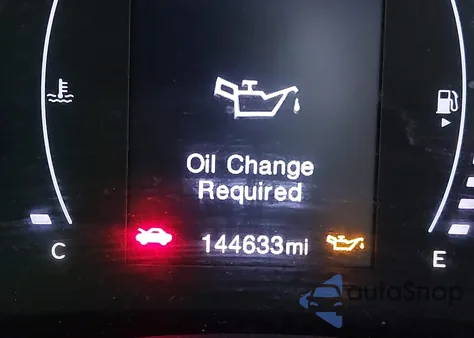 Oil Change
Required
144633mi
C
E
autoSnap